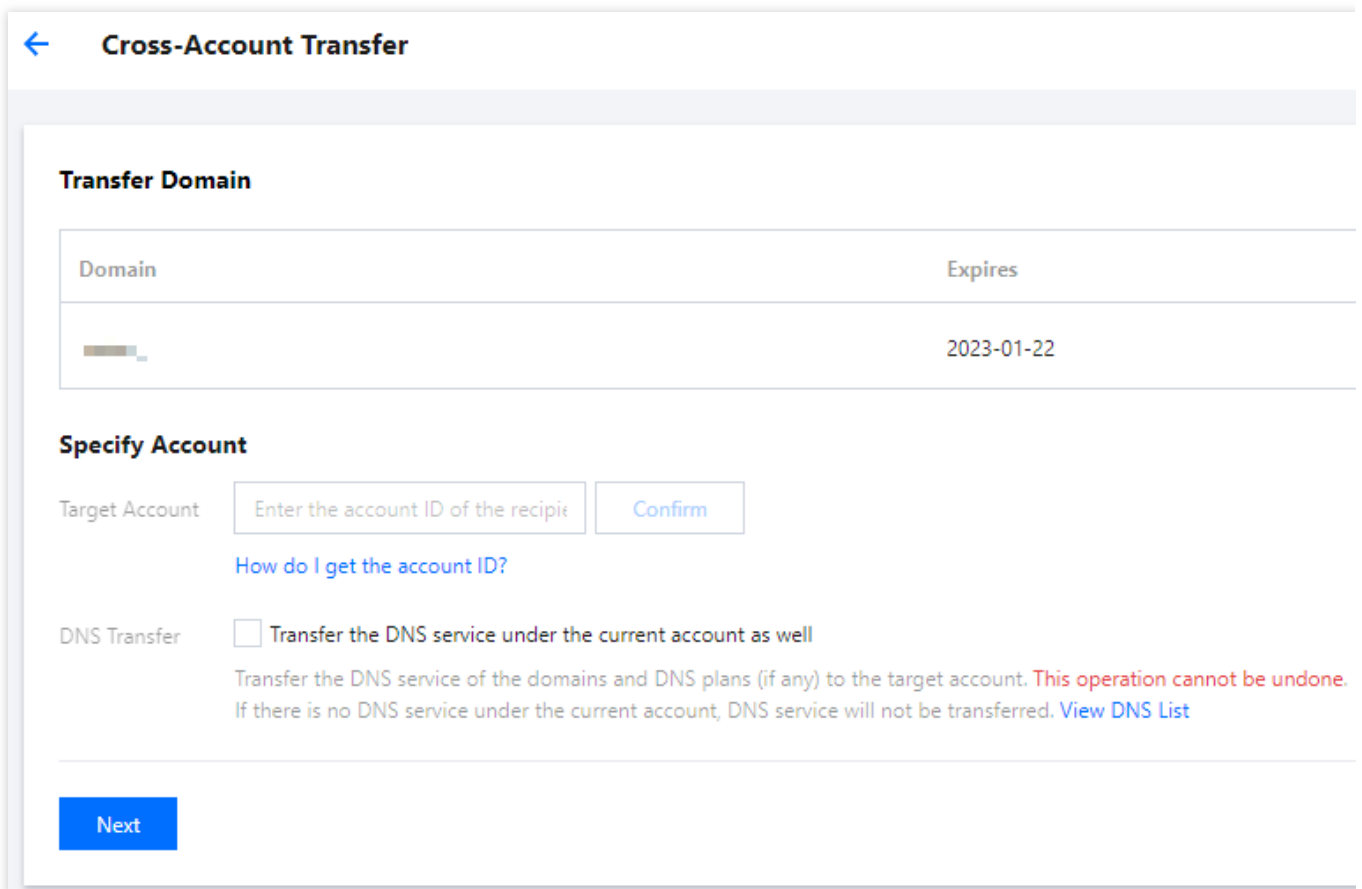 Cross-Account Transfer
Transfer Domain
Domain Expires
2023-01-22
Specify Account
Target Account Enter the account ID of the Confirm
How do I get the account ID?
DNS Transfer Transfer the DNS service under the current account as well
Transfer the DNS service of the domains and DNS plans (if any) to the target account. This operation cannot be undone.
If there is no DNS service under the current account, DNS service will not be transferred. View DNS List
Next